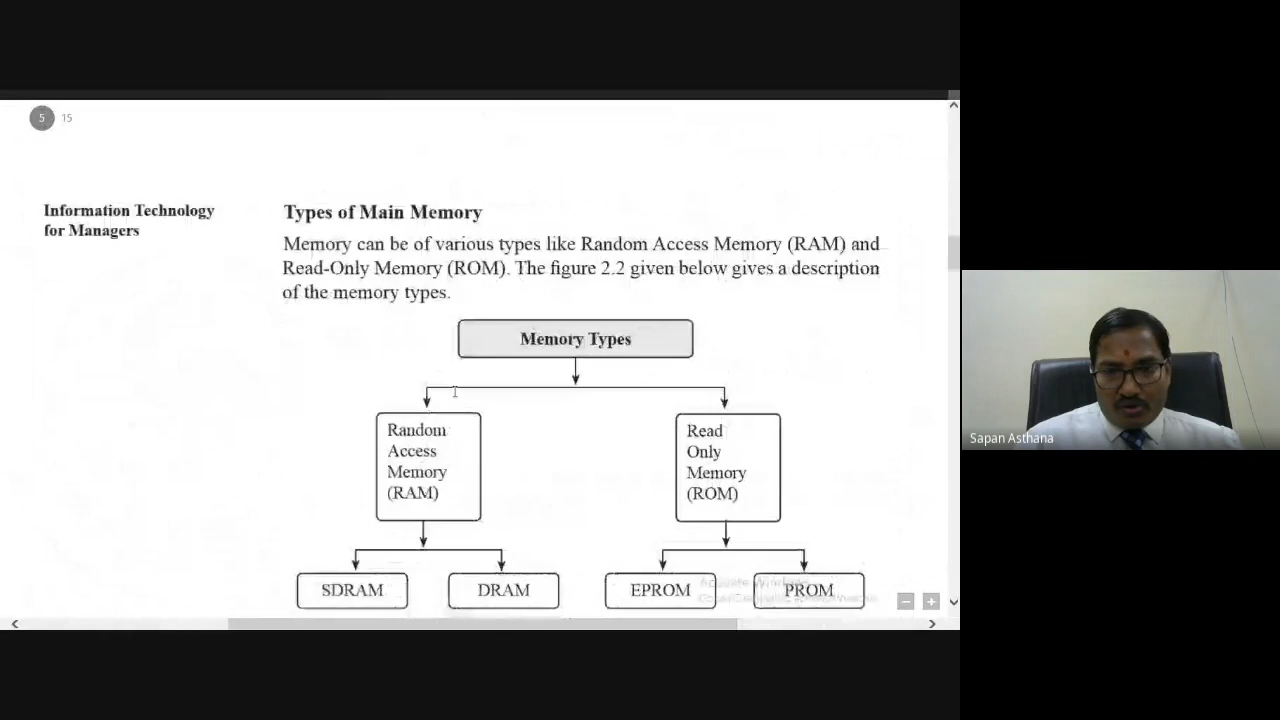 5 15
Information Technology
for Managers
Types of Main Memory
Memory can be of various types like Random Access Memory (RAM) and
Read-Only Memory (ROM). The figure 2.2 given below gives a description
of the memory types.
Memory Types
Random
Access
Memory
(RAM)
Read
Only
Memory
(ROM)
SDRAM
DRAM
EPROM
PROM
Sapan Asthana